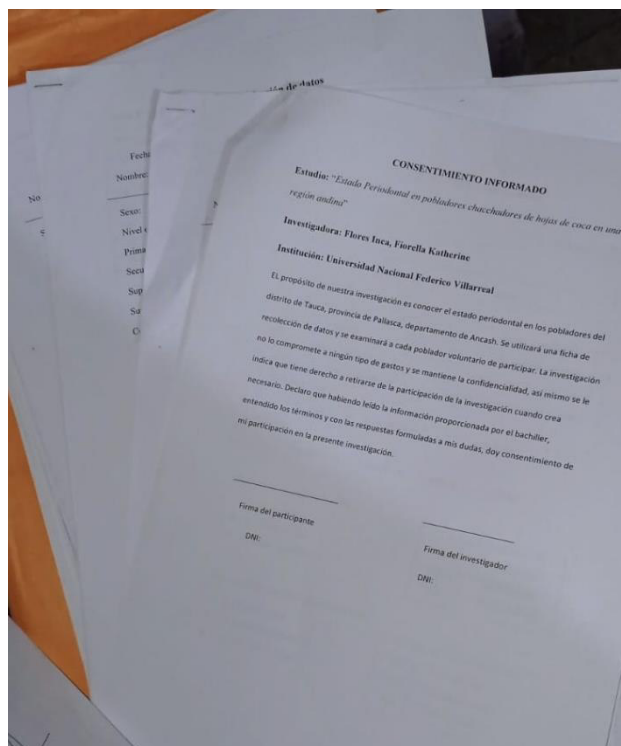 ón de datos
Fech
Nombre:
No
Sexo:
Nivel
Prima
Secu
Sup
Su
CONSENTIMIENTO INFORMADO
Estudio: "Estado Periodontal en pobladores chacchadores de hojas de coca en una
región andina"
Investigadora: Flores Inca, Fiorella Katherine
Institución: Universidad Nacional Federico Villarreal
EL propósito de nuestra investigación es conocer el estado periodontal en los pobladores del
distrito de Tauca, provincia de Pallasca, departamento de Ancash. Se utilizará una ficha de
recolección de datos y se examinará a cada poblador voluntario de participar. La investigación
no lo compromete a ningún tipo de gastos y se mantiene la confidencialidad, así mismo se le
indica que tiene derecho a retirarse de la participación de la investigación cuando crea
necesario. Declaro que habiendo leído la información proporcionada por el bachiller,
entendido los términos y con las respuestas formuladas a mis dudas, doy consentimiento de
mi participación en la presente investigación.
Firma del participante
DNI:
Firma del investigador
DNI: